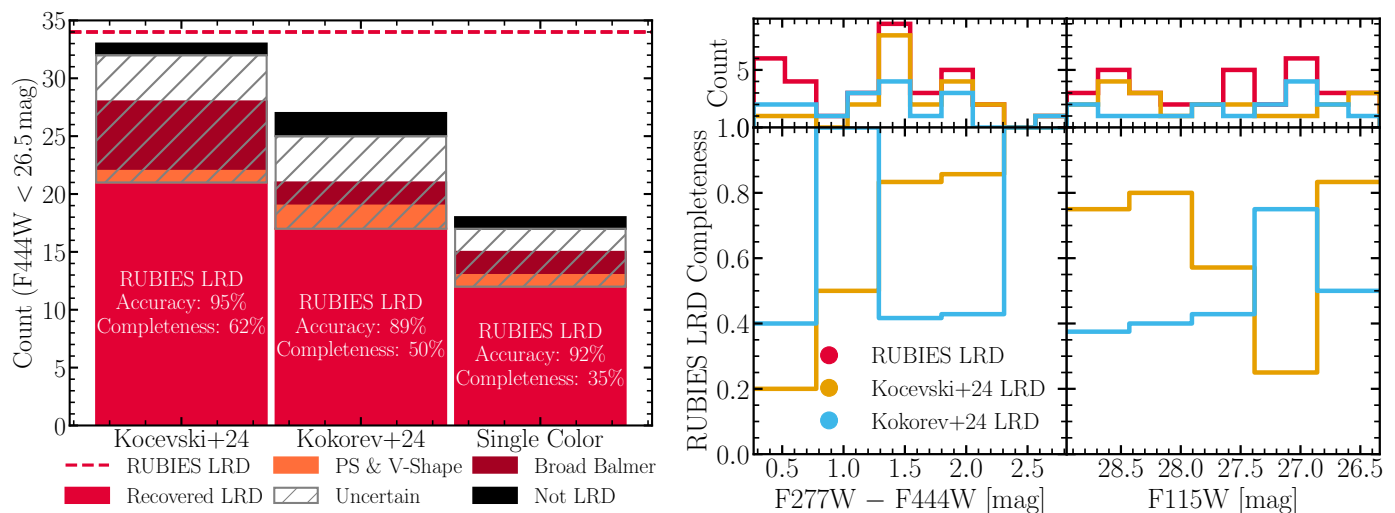 Count (F444W < 26.5 mag)
35
30
25
20
15
10
5
0
RUBIES LRD
Accuracy: 95%
Completeness: 62%
RUBIES LRD
Accuracy: 89%
Completeness: 50%
RUBIES LRD
Accuracy: 92%
Completeness: 35%
Kocevski+24 Kokorev+24 Single Color
RUBIES LRD PS & V-Shape Broad Balmer
Recovered LRD Uncertain Not LRD
Count
5
RUBIES LRD Completeness
1.0
0.8
0.6
0.4
0.2
0.0
RUBIES LRD
Kocevski+24 LRD
Kokorev+24 LRD
0.5 1.0 1.5 2.0 2.5
F277W − F444W [mag]
28.5 28.0 27.5 27.0 26.5
F115W [mag]